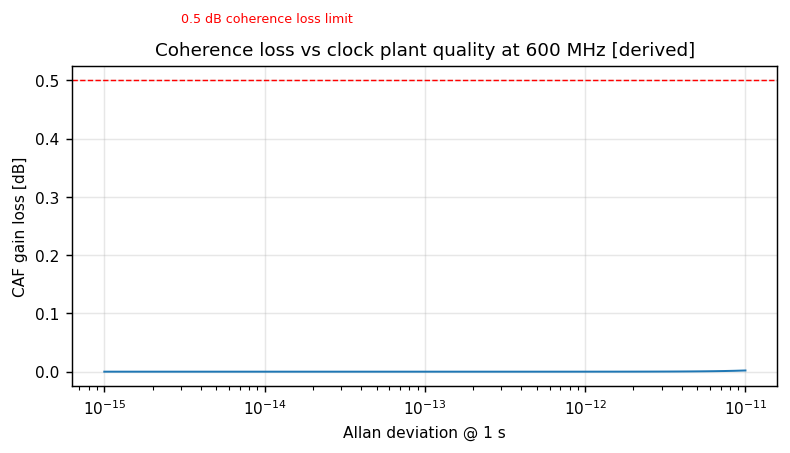 0.5 dB coherence loss limit
Coherence loss vs clock plant quality at 600 MHz [derived]
CAF gain loss [dB]
0.5
0.4
0.3
0.2
0.1
0.0
10⁻¹⁵ 10⁻¹⁴ 10⁻¹³ 10⁻¹² 10⁻¹¹
Allan deviation @ 1 s